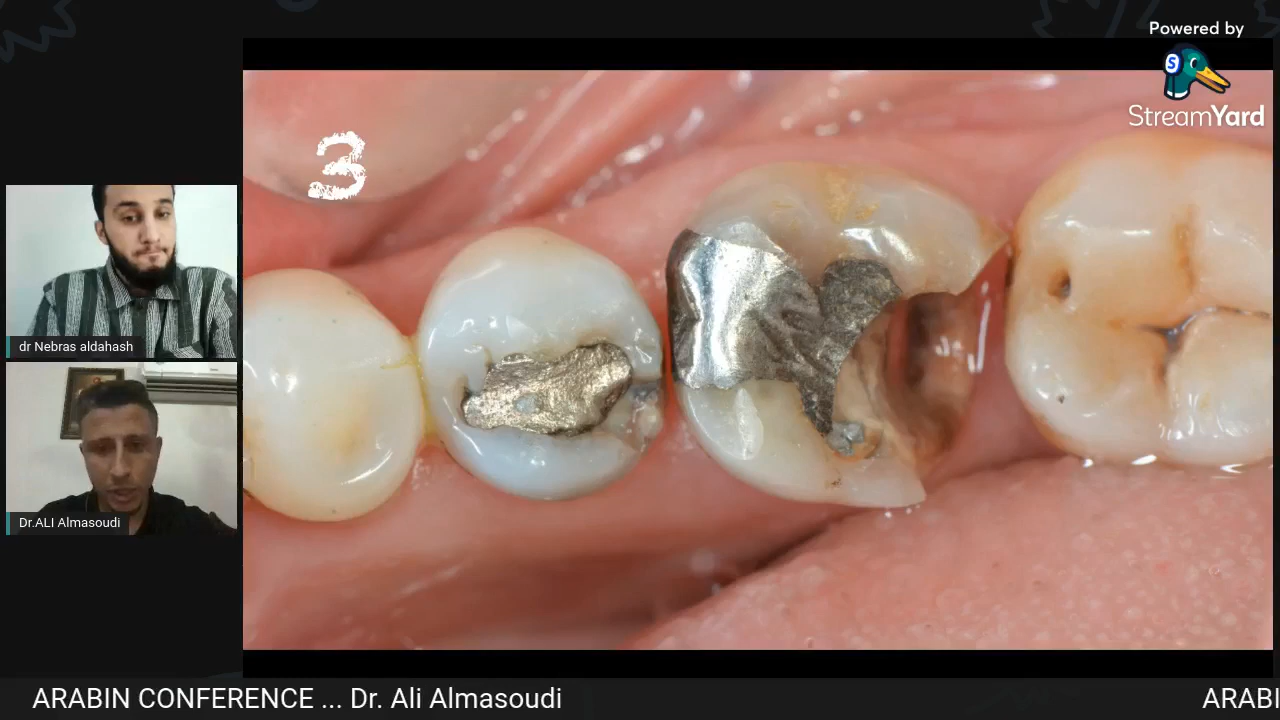 Powered by
StreamYard
3
dr Nebras aldahash
Dr.ALI Almasoudi
ARABIN CONFERENCE ... Dr. Ali Almasoudi
ARABI